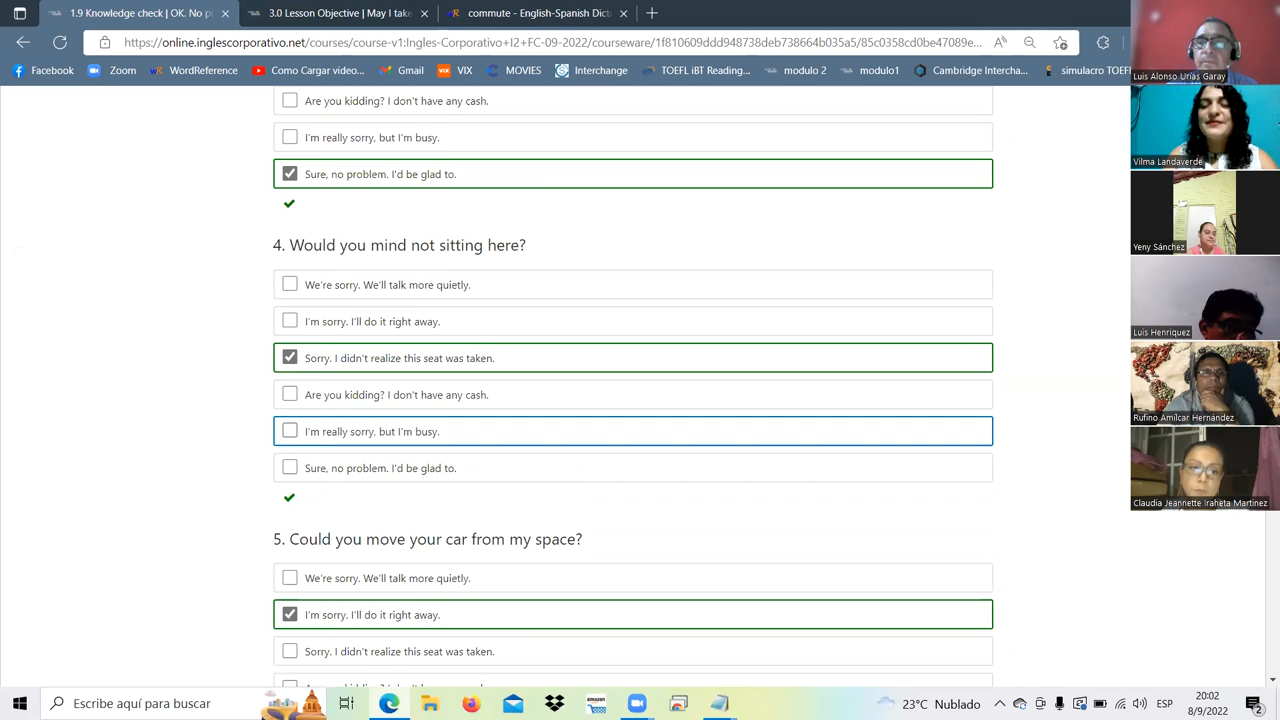 1.9 Knowledge check | OK. No p
3.0 Lesson Objective | May I take
commute - English-Spanish Dict
https://online.inglescorporativo.net/courses/course-v1:Ingles-Corporativo+I2+FC-09-2022/courseware/1f810609ddd948738deb738664b035a5/85c0358cd0be47089e...
Facebook
Zoom
WordReference
Como Cargar video...
Gmail
VIX
MOVIES
Interchange
TOEFL iBT Reading...
modulo 2
modulo1
Cambridge Intercha...
simulacro TOEFL
Luis Alonso Urías Garay
Are you kidding? I don't have any cash.
I'm really sorry, but I'm busy.
Vilma Landaverde
Sure, no problem. I'd be glad to.
4. Would you mind not sitting here?
Yeny Sánchez
We're sorry. We'll talk more quietly.
I'm sorry. I'll do it right away.
Luis Henriquez
Sorry. I didn't realize this seat was taken.
Are you kidding? I don't have any cash.
Rufino Amílcar Hernández
I'm really sorry, but I'm busy.
Sure, no problem. I'd be glad to.
Claudia Jeannette Iraheta Martínez
5. Could you move your car from my space?
We're sorry. We'll talk more quietly.
I'm sorry. I'll do it right away.
Sorry. I didn't realize this seat was taken.
Escribe aquí para buscar
amazon
23°C Nublado
ESP
20:02
8/9/2022
2